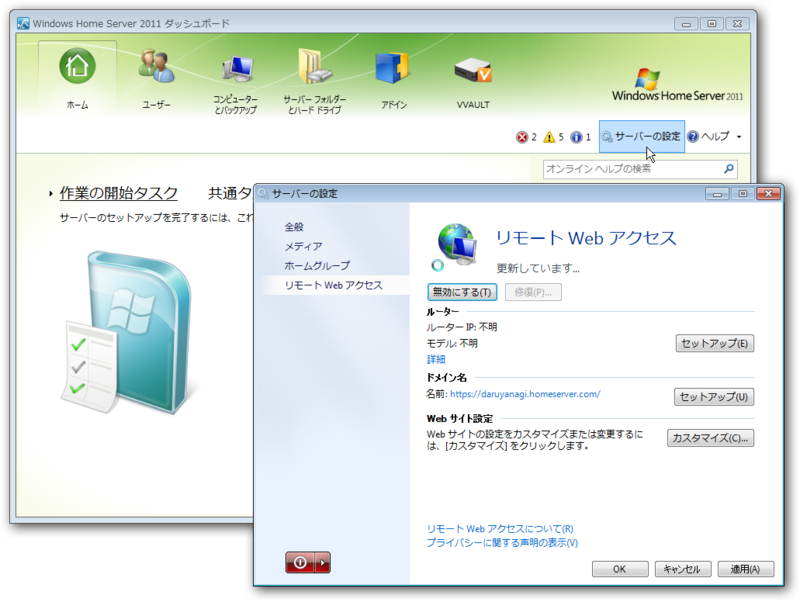 Windows Home Server 2011 ダッシュボード
ホーム
ユーザー
コンピューター
とバックアップ
サーバー フォルダー
とハード ドライブ
アドイン
VVAULT
Windows Home Server 2011
2 5 1 サーバーの設定 ヘルプ
オンライン ヘルプの検索
作業の開始タスク 共通タ
サーバーのセットアップを完了するには、これ
サーバーの設定
全般
メディア
ホームグループ
リモート Web アクセス
リモート Web アクセス
更新しています...
無効にする(T) 修復(P)...
ルーター
ルーター IP: 不明
モデル: 不明
セットアップ(E)
詳細
ドメイン名
名前: https://daruyanagi.homeserver.com/
セットアップ(U)
Web サイト設定
Web サイトの設定をカスタマイズまたは変更するに
は、[カスタマイズ] をクリックします。
カスタマイズ(C)...
リモート Web アクセスについて(R)
プライバシーに関する声明の表示(V)
OK キャンセル 適用(A)